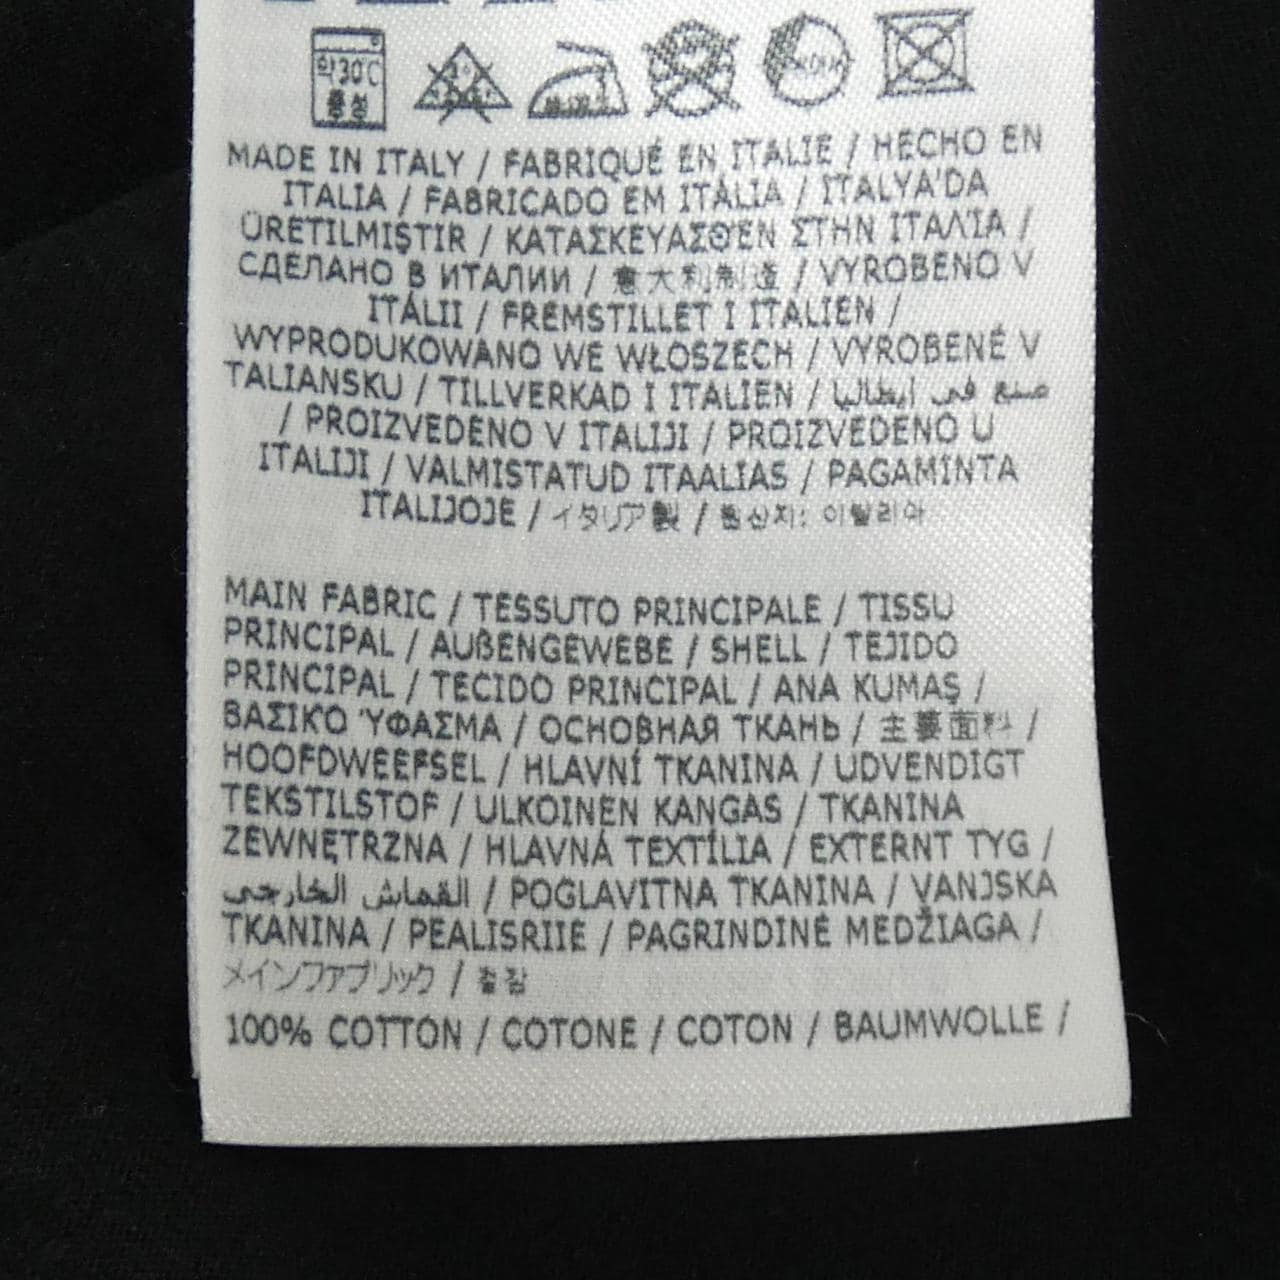 약30℃
중성
MADE IN ITALY / FABRIQUÉ EN ITALIE / HECHO EN
ITALIA / FABRICADO EM ITÁLIA / ITALYA'DA
ÜRETILMIŞTIR / ΚΑΤΑΣΚΕΥΑΣΘΈΝ ΣΤΗΝ ΙΤΑΛΊΑ /
СДЕЛАНО В ИТАЛИИ / 意大利制造 / VYROBENO V
ITÁLII / FREMSTILLET I ITALIEN /
WYPRODUKOWANO WE WŁOSZECH / VYROBENÉ V
TALIANSKU / TILLVERKAD I ITALIEN / صنع في إيطاليا
/ PROIZVEDENO V ITALIJI / PROIZVEDENO U
ITALIJI / VALMISTATUD ITAALIAS / PAGAMINTA
ITALIJOJE / イタリア製 / 원산지: 이탈리아
MAIN FABRIC / TESSUTO PRINCIPALE / TISSU
PRINCIPAL / AUßENGEWEBE / SHELL / TEJIDO
PRINCIPAL / TECIDO PRINCIPAL / ANA KUMAŞ /
ΒΑΣΙΚΟ ΎΦΑΣΜΑ / ОСНОВНАЯ ТКАНЬ / 主要面料 /
HOOFDWEEFSEL / HLAVNÍ TKANINA / UDVENDIGT
TEKSTILSTOF / ULKOINEN KANGAS / TKANINA
ZEWNĘTRZNA / HLAVNÁ TEXTÍLIA / EXTERNT TYG /
القماش الخارجي / POGLAVITNA TKANINA / VANJSKA
TKANINA / PEALISRIIE / PAGRINDINĖ MEDŽIAGA /
メインファブリック / 겉감
100% COTTON / COTONE / COTON / BAUMWOLLE /